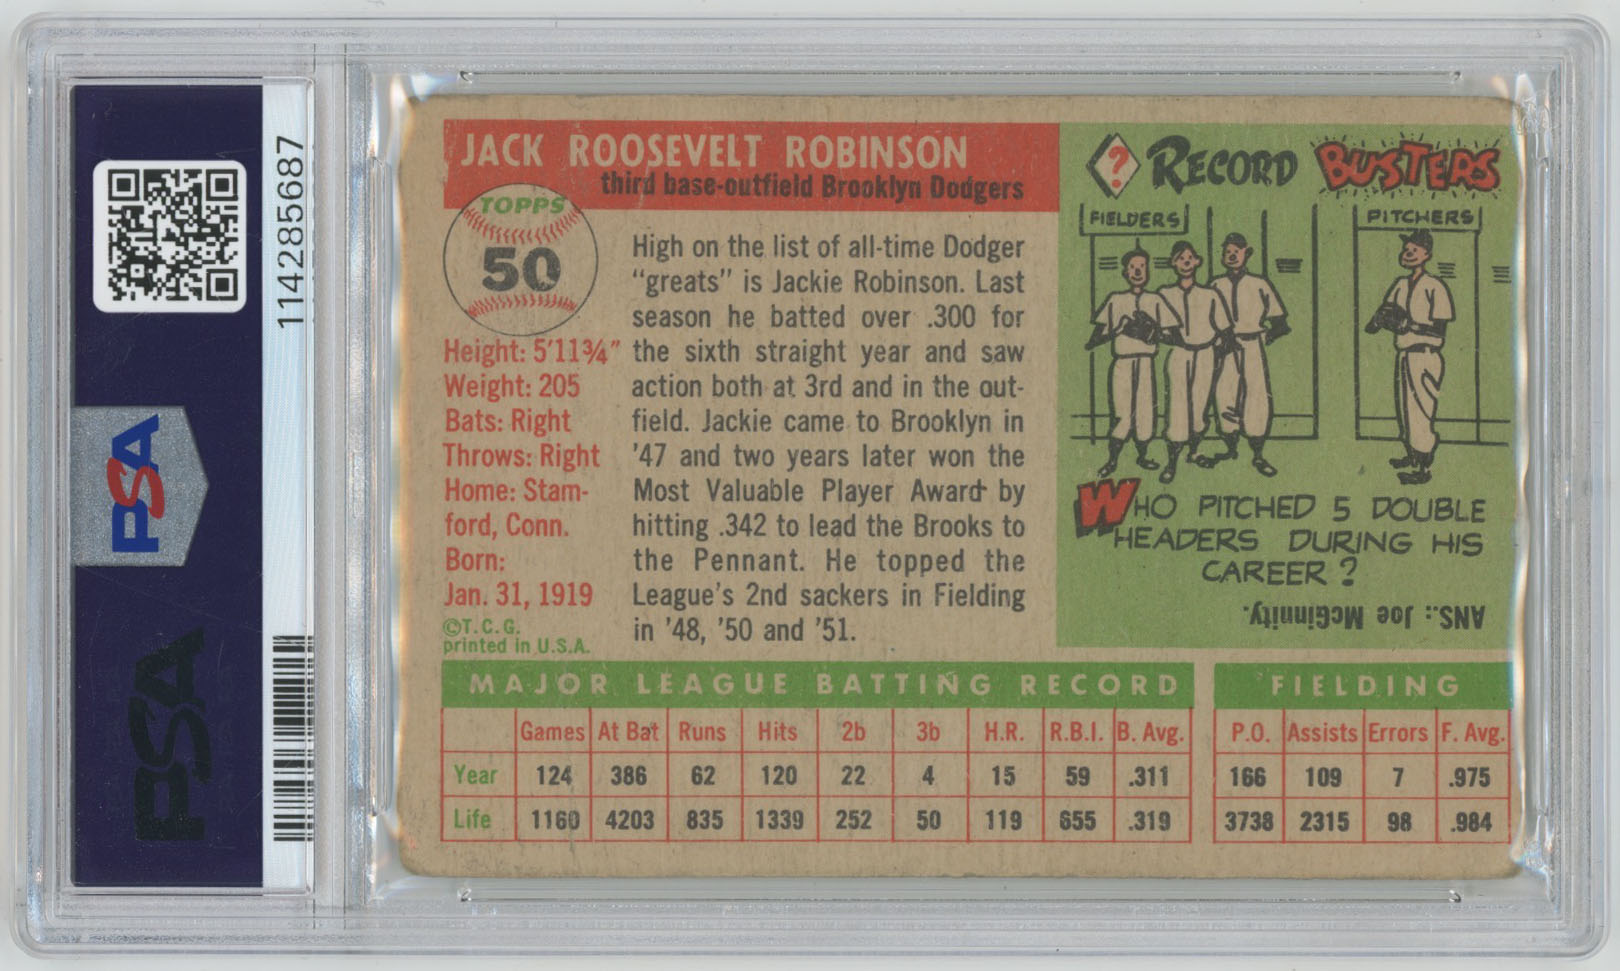 114285687
PSA
PSA
JACK ROOSEVELT ROBINSON
third base-outfield Brooklyn Dodgers
TOPPS
50
Height: 5'11¾"
Weight: 205
Bats: Right
Throws: Right
Home: Stam-
ford, Conn.
Born:
Jan. 31, 1919
©T.C.G.
printed in U.S.A.
High on the list of all-time Dodger
“greats” is Jackie Robinson. Last
season he batted over .300 for
the sixth straight year and saw
action both at 3rd and in the out-
field. Jackie came to Brooklyn in
'47 and two years later won the
Most Valuable Player Award by
hitting .342 to lead the Brooks to
the Pennant. He topped the
League's 2nd sackers in Fielding
in '48, '50 and '51.
? RECORD BUSTERS
FIELDERS
PITCHERS
WHO PITCHED 5 DOUBLE
HEADERS DURING HIS
CAREER?
ANS.: Joe McGinnity.
MAJOR LEAGUE BATTING RECORD
Games At Bat Runs Hits 2b 3b H.R. R.B.I. B. Avg.
Year 124 386 62 120 22 4 15 59 .311
Life 1160 4203 835 1339 252 50 119 655 .319
FIELDING
P.O. Assists Errors F. Avg.
166 109 7 .975
3738 2315 98 .984